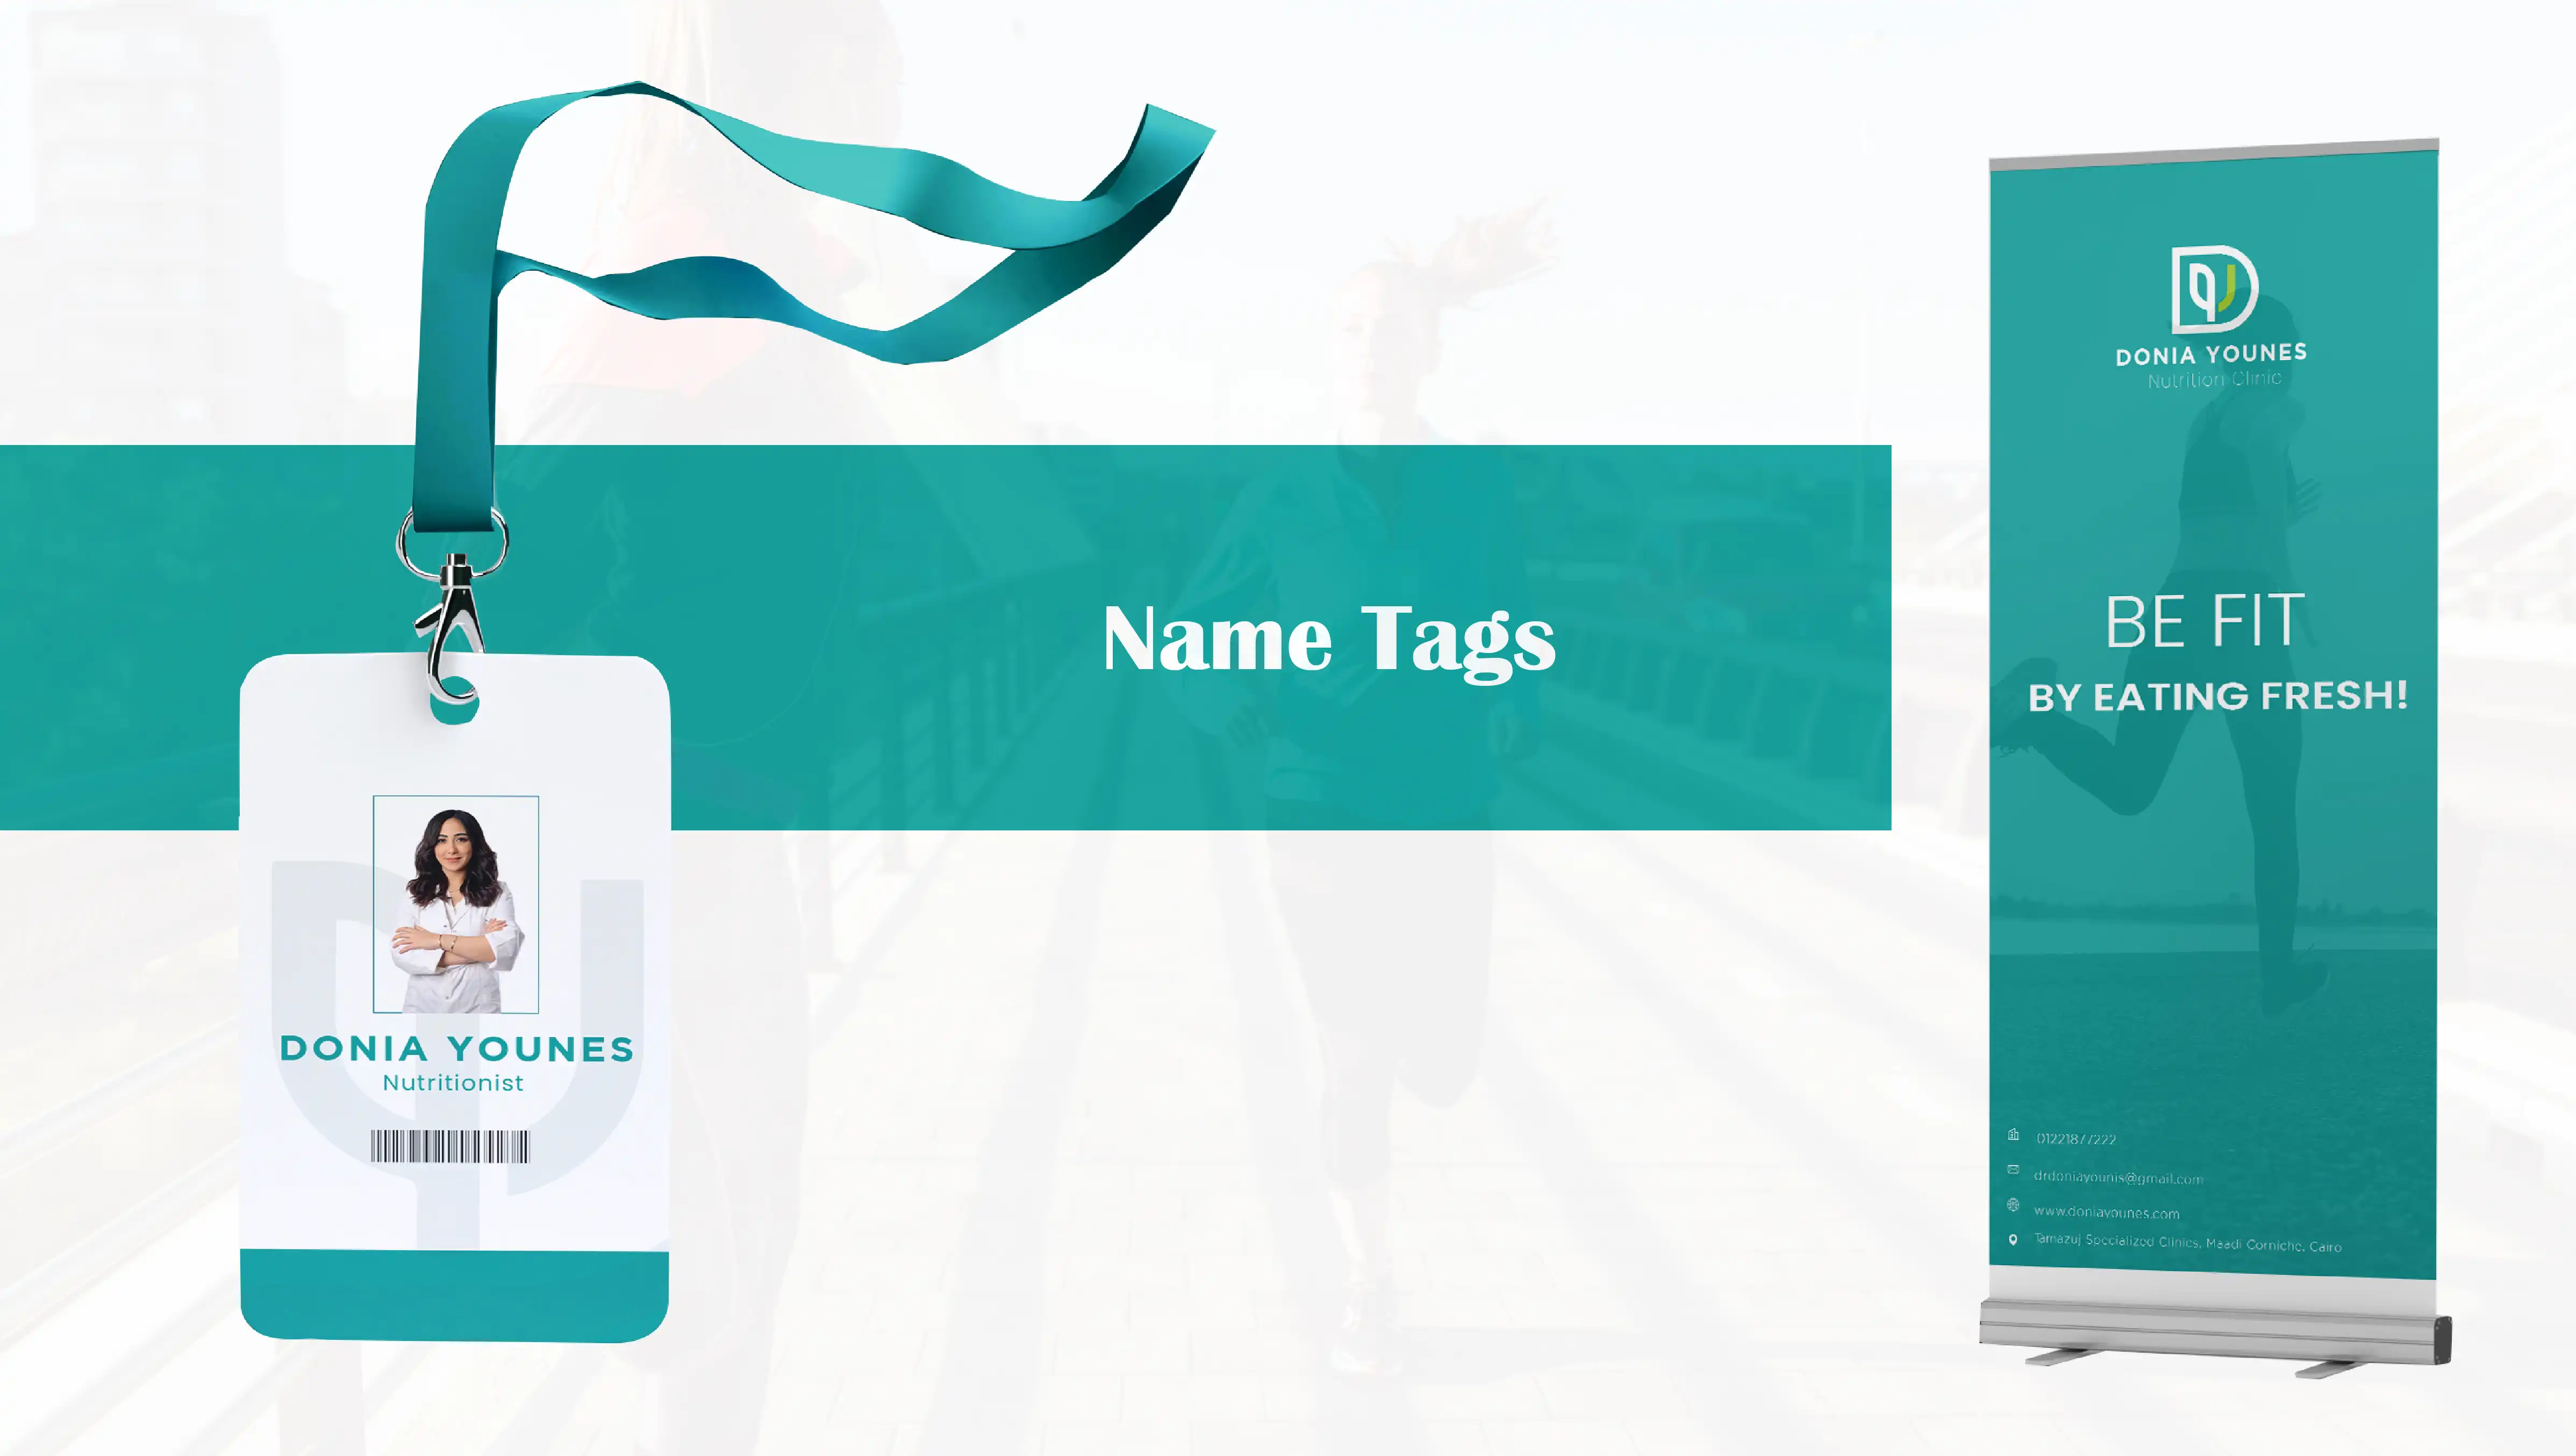 Name Tags
DONIA YOUNES
Nutritionist
DONIA YOUNES
Nutrition Clinic
BE FIT
BY EATING FRESH!
01221877222
drdoniayounis@gmail.com
www.doniayounes.com
Tamazuj Specialized Clinics, Maadi Corniche, Cairo